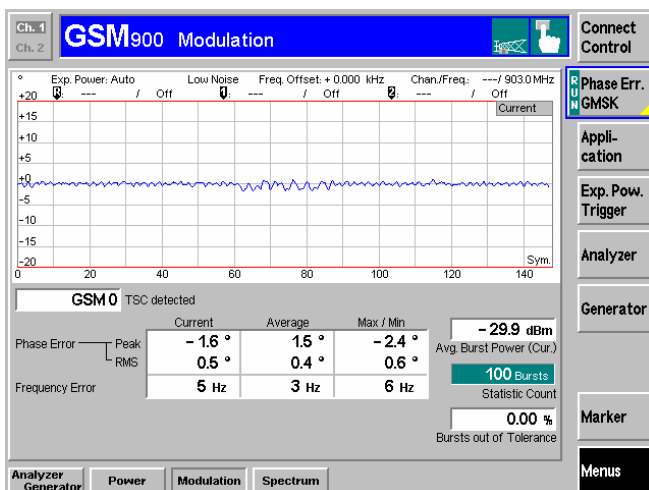 Ch. 1
Ch. 2
GSM900 Modulation
Connect
Control
° Exp. Power: Auto Low Noise Freq. Offset: + 0.000 kHz Chan./Freq.: ---/ 903.0 MHz
--- / Off --- / Off --- / Off
Current
+20
+15
+10
+5
±0
-5
-10
-15
-20
Sym.
0 20 40 60 80 100 120 140
RUN
Phase Err.
GMSK
Appli-
cation
Exp. Pow.
Trigger
Analyzer
Generator
Marker
Menus
GSM 0 TSC detected
Current Average Max / Min
Phase Error Peak – 1.6 ° 1.5 ° – 2.4 °
RMS 0.5 ° 0.4 ° 0.6 °
Frequency Error 5 Hz 3 Hz 6 Hz
– 29.9 dBm
Avg. Burst Power (Cur.)
100 Bursts
Statistic Count
0.00 %
Bursts out of Tolerance
Analyzer
Generator
Power
Modulation
Spectrum